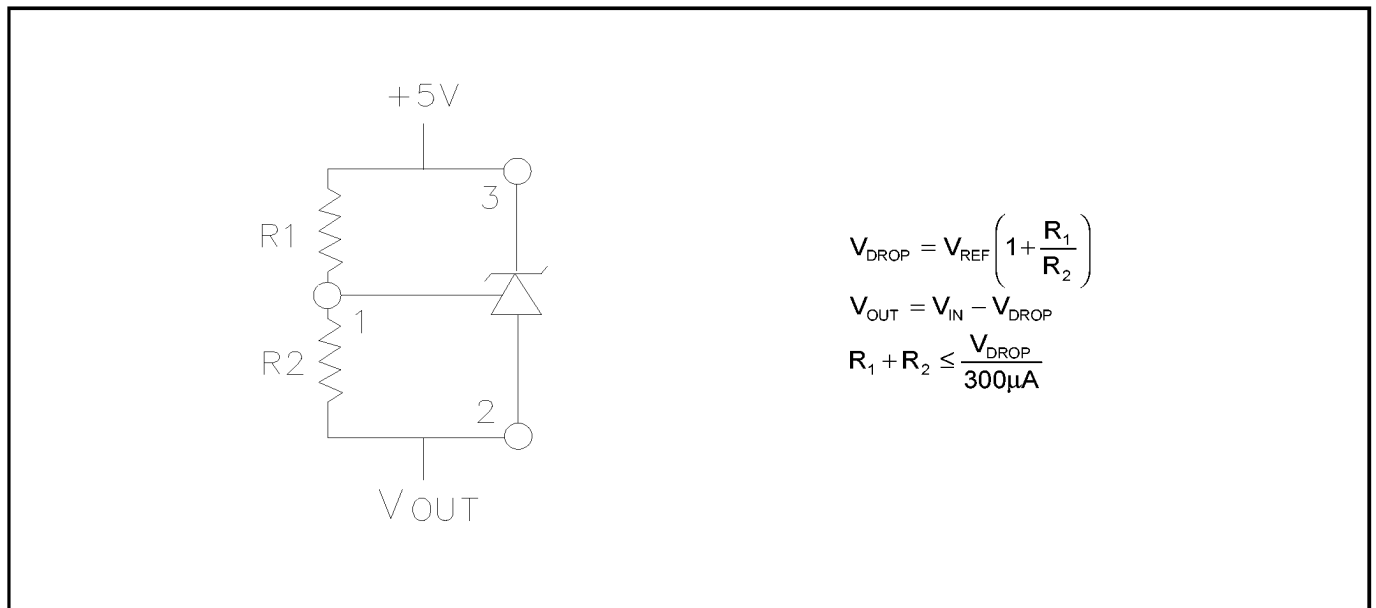 +5V
3
R1
1
R2
2
VOUT
V_DROP = V_REF(1+R_1/R_2)
V_OUT = V_IN − V_DROP
R_1 + R_2 ≤ V_DROP/300μA